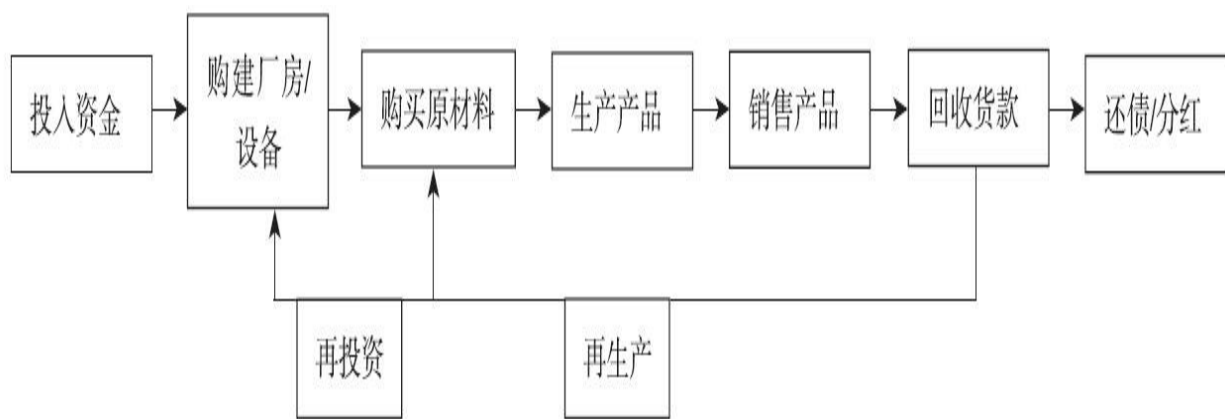 投入资金
购建厂房/
设备
购买原材料
生产产品
销售产品
回收货款
还债/分红
再投资
再生产